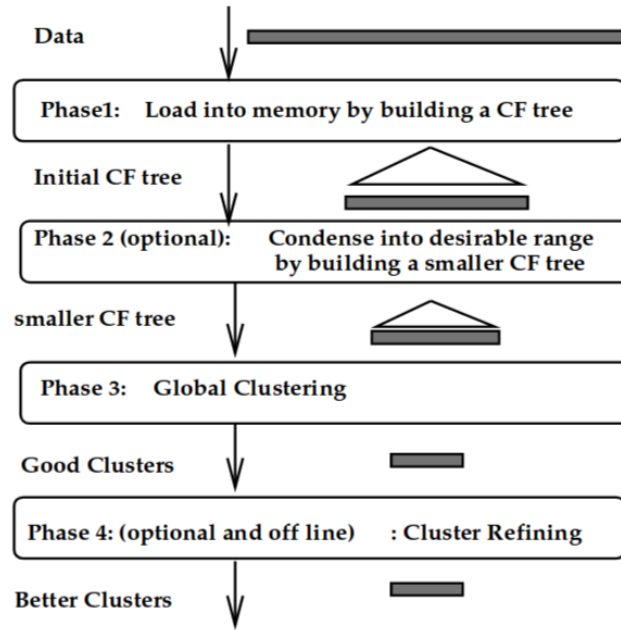 Data
Phase1: Load into memory by building a CF tree
Initial CF tree
Phase 2 (optional): Condense into desirable range
by building a smaller CF tree
smaller CF tree
Phase 3: Global Clustering
Good Clusters
Phase 4: (optional and off line) : Cluster Refining
Better Clusters